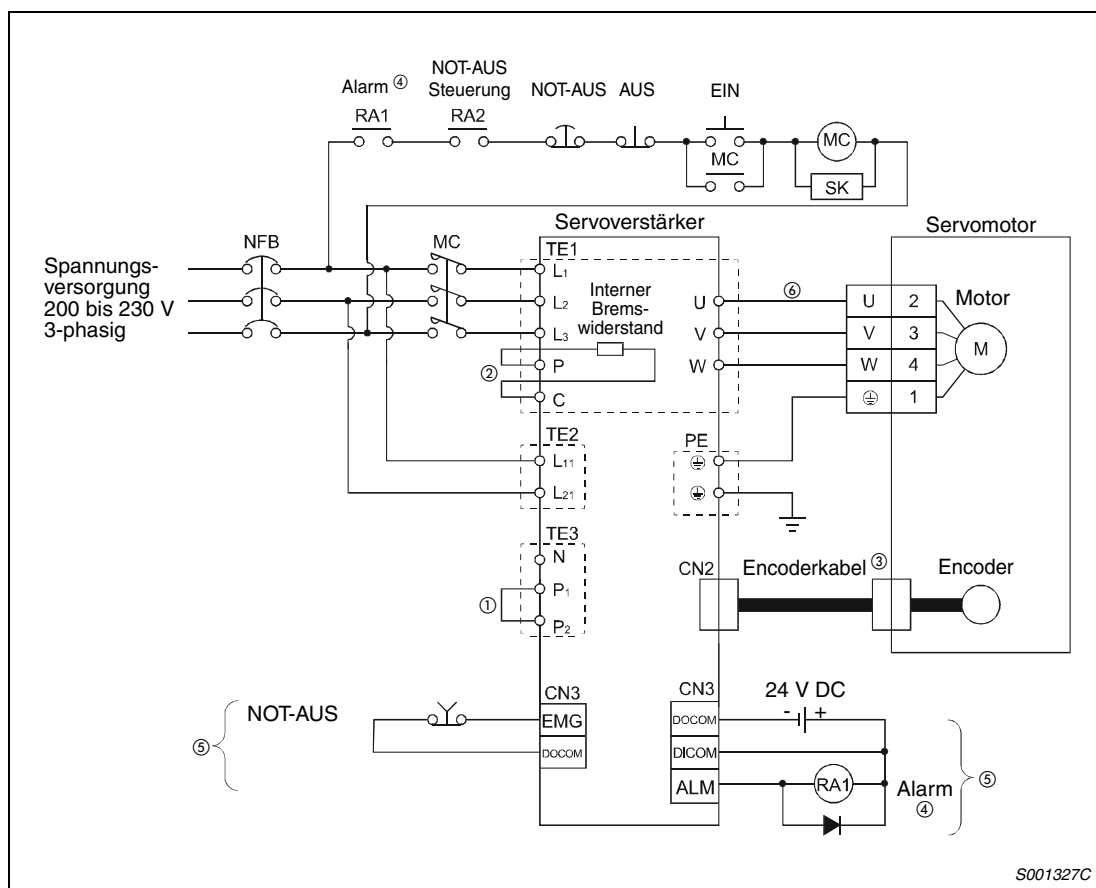 Alarm ④
NOT-AUS
Steuerung
NOT-AUS
AUS
EIN
RA1
RA2
MC
MC
SK
Spannungs-
versorgung
200 bis 230 V
3-phasig
NFB
MC
Servoverstärker
Servomotor
TE1
L1
L2
L3
P
C
②
Interner
Brems-
widerstand
U
V
W
⑥
U 2
V 3
W 4
1
Motor
M
TE2
L11
L21
PE
TE3
N
P1
P2
①
CN2
Encoderkabel ③
Encoder
⑤
NOT-AUS
CN3
EMG
DOCOM
CN3
DOCOM
DICOM
ALM
24 V DC
- +
RA1
Alarm
④
⑤
S001327C